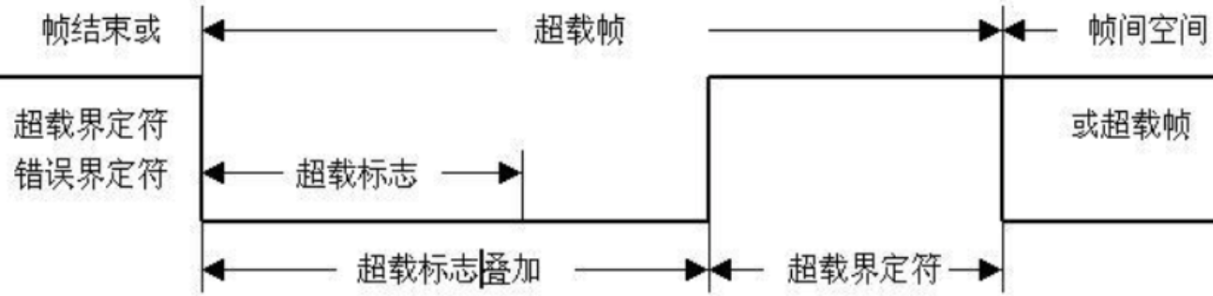 帧结束或 超载帧 帧间空间
超载界定符 或超载帧
错误界定符 超载标志
超载标志叠加 超载界定符